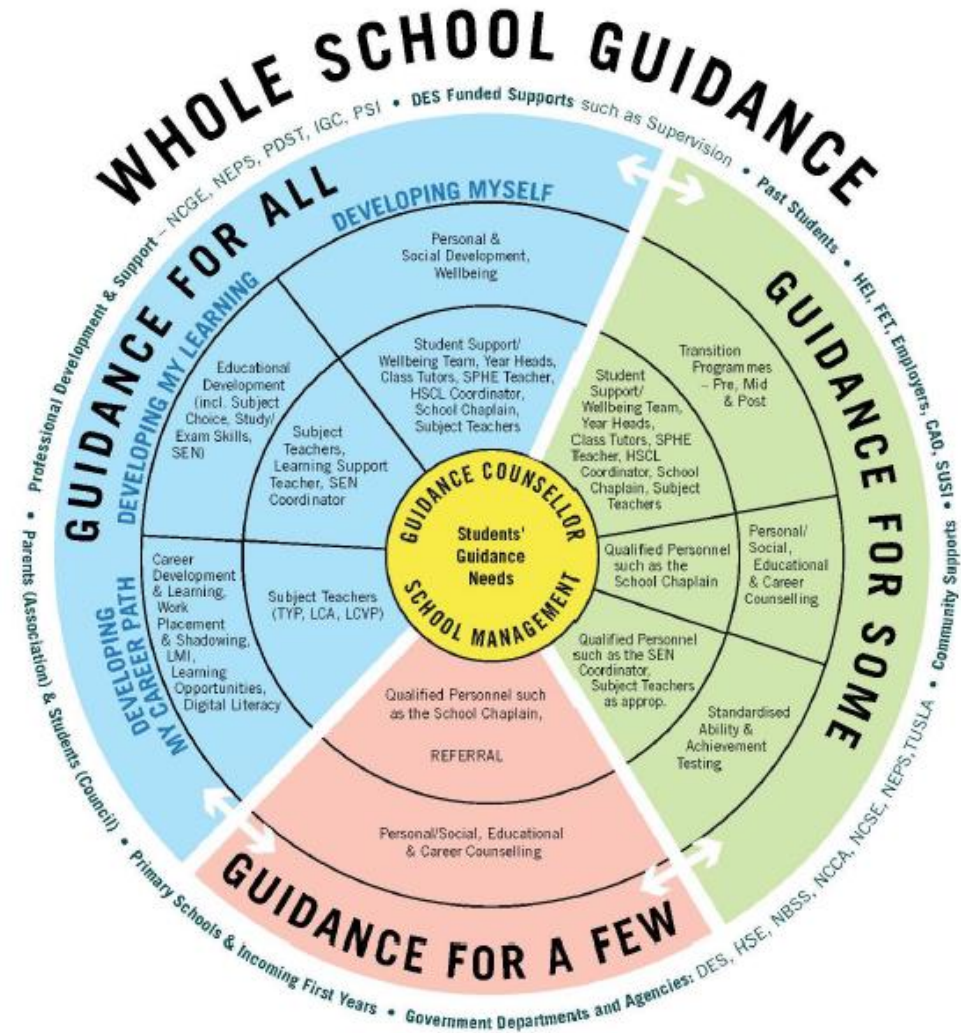 WHOLE SCHOOL GUIDANCE
Professional Development & Support – NCGE, NEPS, PDST, IGC, PSI • DES Funded Supports such as Supervision • Past Students • HEI, FET, Employers, CAO, SUSI • Community Supports • Government Departments and Agencies: DES, HSE, NBSS, NCCA, NCSE, NEPS, TUSLA • Primary Schools & Incoming First Years • Parents (Association) & Students (Council) •
GUIDANCE FOR ALL
DEVELOPING MYSELF
Personal &
Social Development,
Wellbeing
Student Support/
Wellbeing Team, Year Heads,
Class Tutors, SPHE Teacher,
HSCL Coordinator,
School Chaplain,
Subject Teachers
DEVELOPING MY LEARNING
Educational
Development
(incl. Subject
Choice, Study/
Exam Skills,
SEN)
Subject
Teachers,
Learning Support
Teacher, SEN
Coordinator
DEVELOPING
MY CAREER PATH
Career
Development
& Learning,
Work
Placement
& Shadowing,
LMI,
Learning
Opportunities,
Digital Literacy
Subject Teachers
(TYP, LCA, LCVP)
GUIDANCE COUNSELLOR
Students'
Guidance
Needs
SCHOOL MANAGEMENT
GUIDANCE FOR SOME
Transition
Programmes
– Pre, Mid
& Post
Student
Support/
Wellbeing Team,
Year Heads,
Class Tutors, SPHE
Teacher, HSCL
Coordinator, School
Chaplain, Subject
Teachers
Personal/
Social,
Educational
& Career
Counselling
Qualified Personnel
such as the
School Chaplain
Qualified Personnel
such as the SEN
Coordinator,
Subject Teachers
as approp.
Standardised
Ability &
Achievement
Testing
Qualified Personnel such
as the School Chaplain,
REFERRAL
Personal/Social, Educational
& Career Counselling
GUIDANCE FOR A FEW